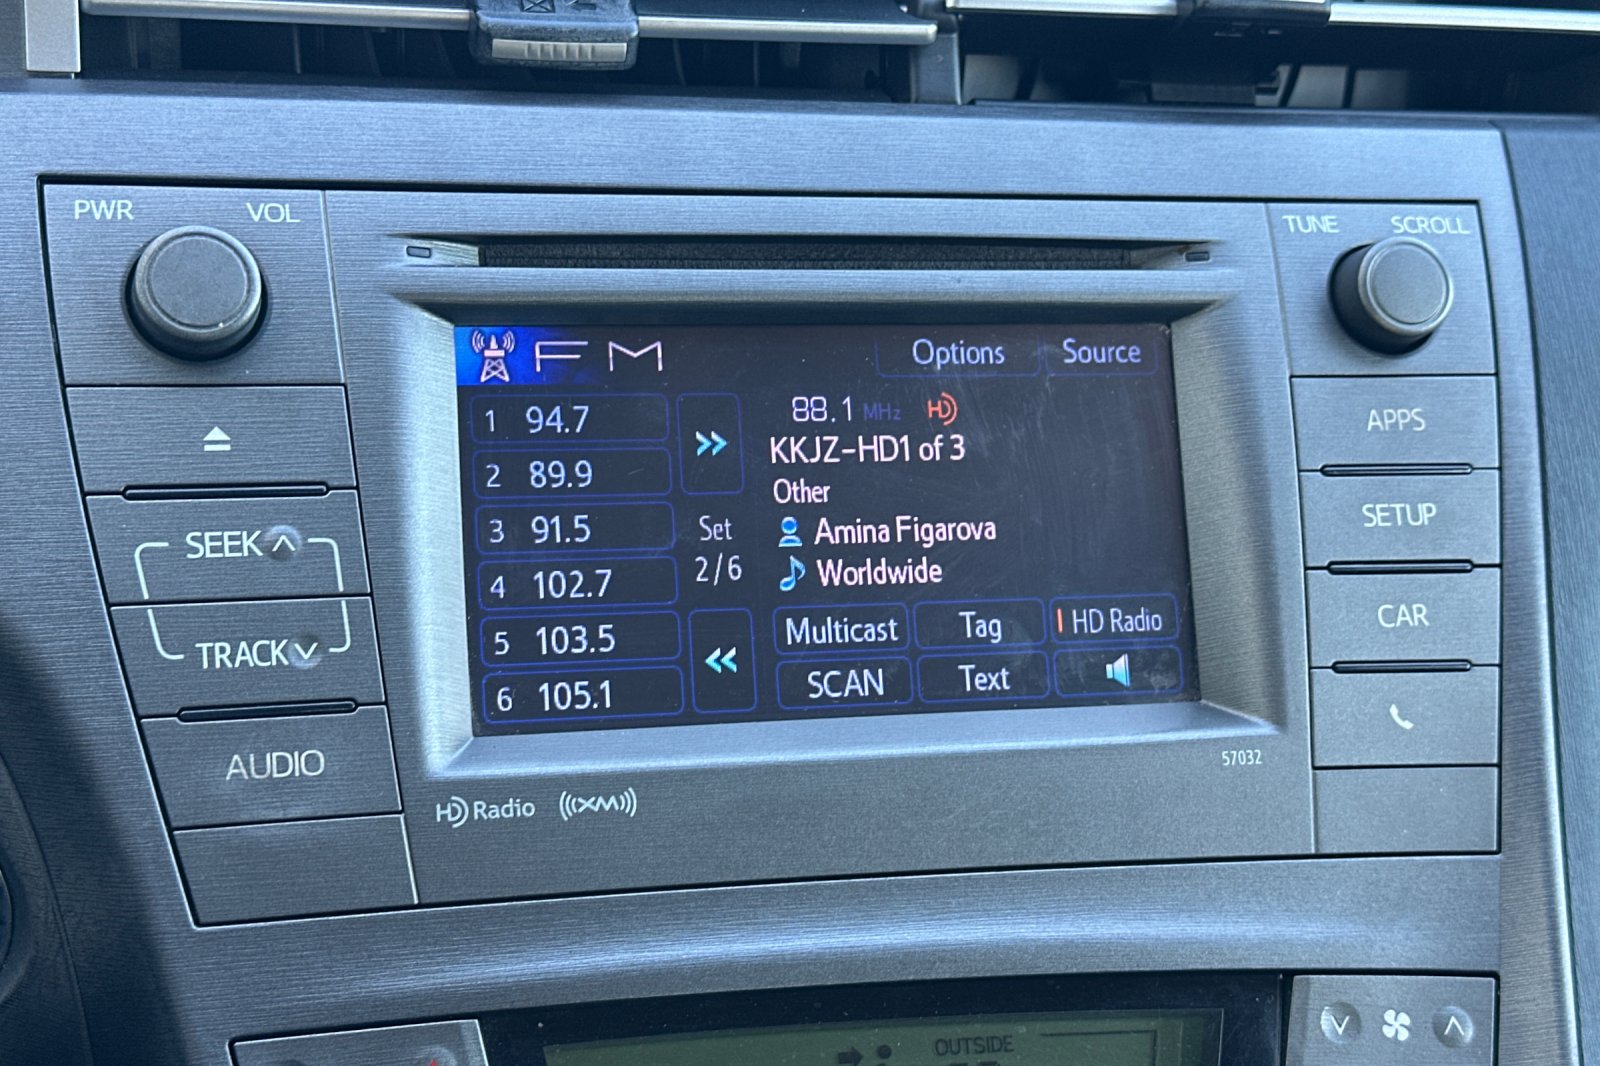 PWR VOL
TUNE SCROLL
FM
Options Source
1 94.7
2 89.9
3 91.5
4 102.7
5 103.5
6 105.1
Set
2/6
88.1 MHz HD
KKJZ-HD1 of 3
Other
Amina Figarova
Worldwide
Multicast Tag HD Radio
SCAN Text
SEEK
TRACK
AUDIO
APPS
SETUP
CAR
57032
HD Radio ((XM))
OUTSIDE